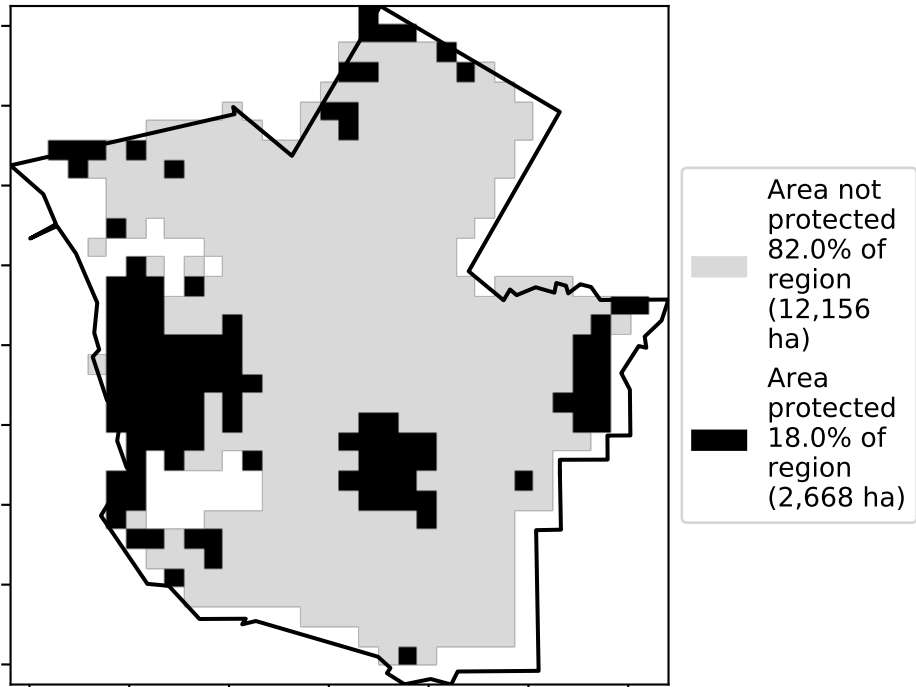 Area not
protected
82.0% of
region
(12,156
ha)
Area
protected
18.0% of
region
(2,668 ha)